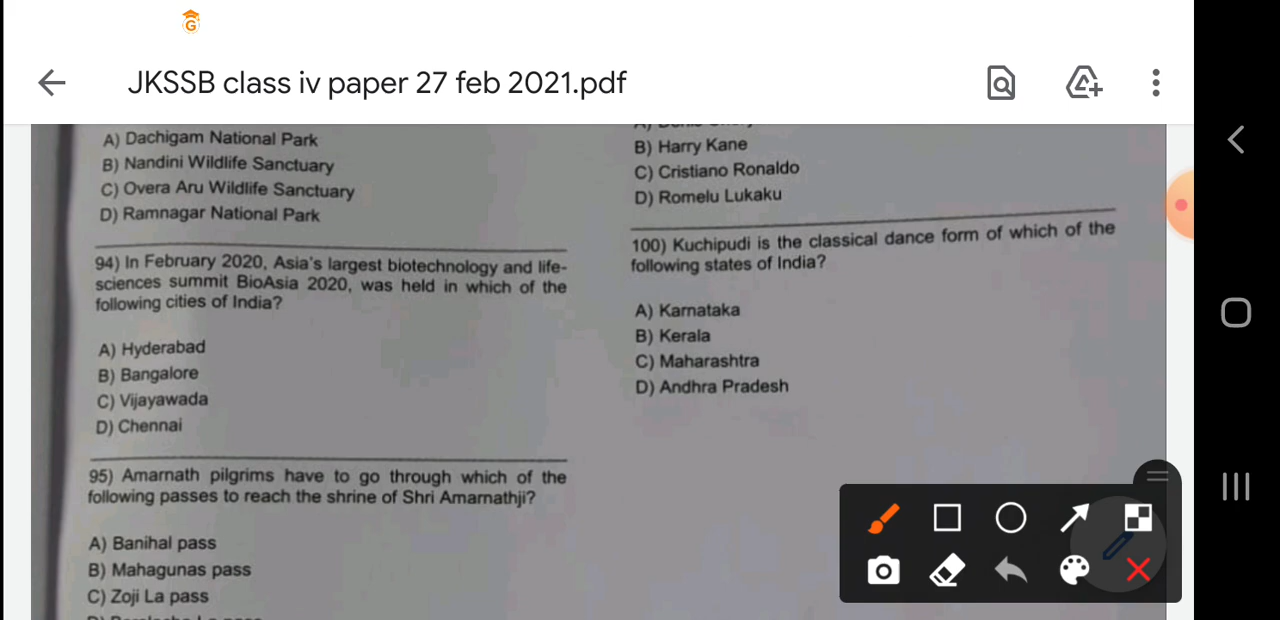 G
JKSSB class iv paper 27 feb 2021.pdf
A) Dachigam National Park
B) Nandini Wildlife Sanctuary
C) Overa Aru Wildlife Sanctuary
D) Ramnagar National Park
94) In February 2020, Asia's largest biotechnology and life-
sciences summit BioAsia 2020, was held in which of the
following cities of India?
A) Hyderabad
B) Bangalore
C) Vijayawada
D) Chennai
95) Amarnath pilgrims have to go through which of the
following passes to reach the shrine of Shri Amarnathji?
A) Banihal pass
B) Mahagunas pass
C) Zoji La pass
B) Harry Kane
C) Cristiano Ronaldo
D) Romelu Lukaku
100) Kuchipudi is the classical dance form of which of the
following states of India?
A) Karnataka
B) Kerala
C) Maharashtra
D) Andhra Pradesh